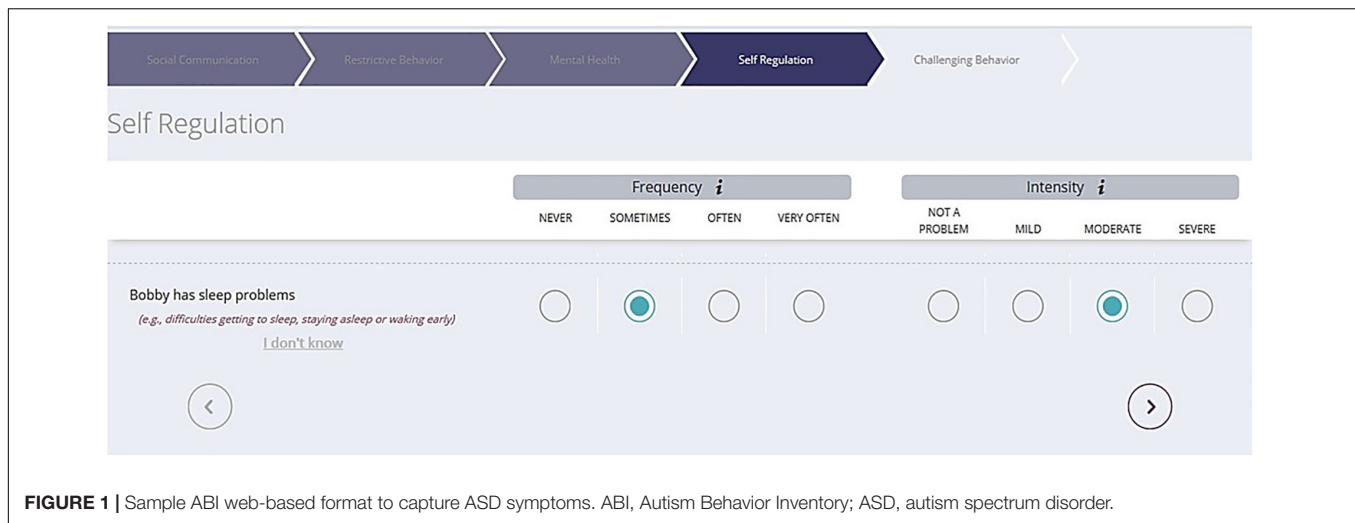 Social Communication Restrictive Behavior Mental Health Self Regulation Challenging Behavior
Self Regulation
Frequency i Intensity i
NEVER SOMETIMES OFTEN VERY OFTEN NOT A PROBLEM MILD MODERATE SEVERE
Bobby has sleep problems
(e.g., difficulties getting to sleep, staying asleep or waking early)
I don't know
FIGURE 1 | Sample ABI web-based format to capture ASD symptoms. ABI, Autism Behavior Inventory; ASD, autism spectrum disorder.